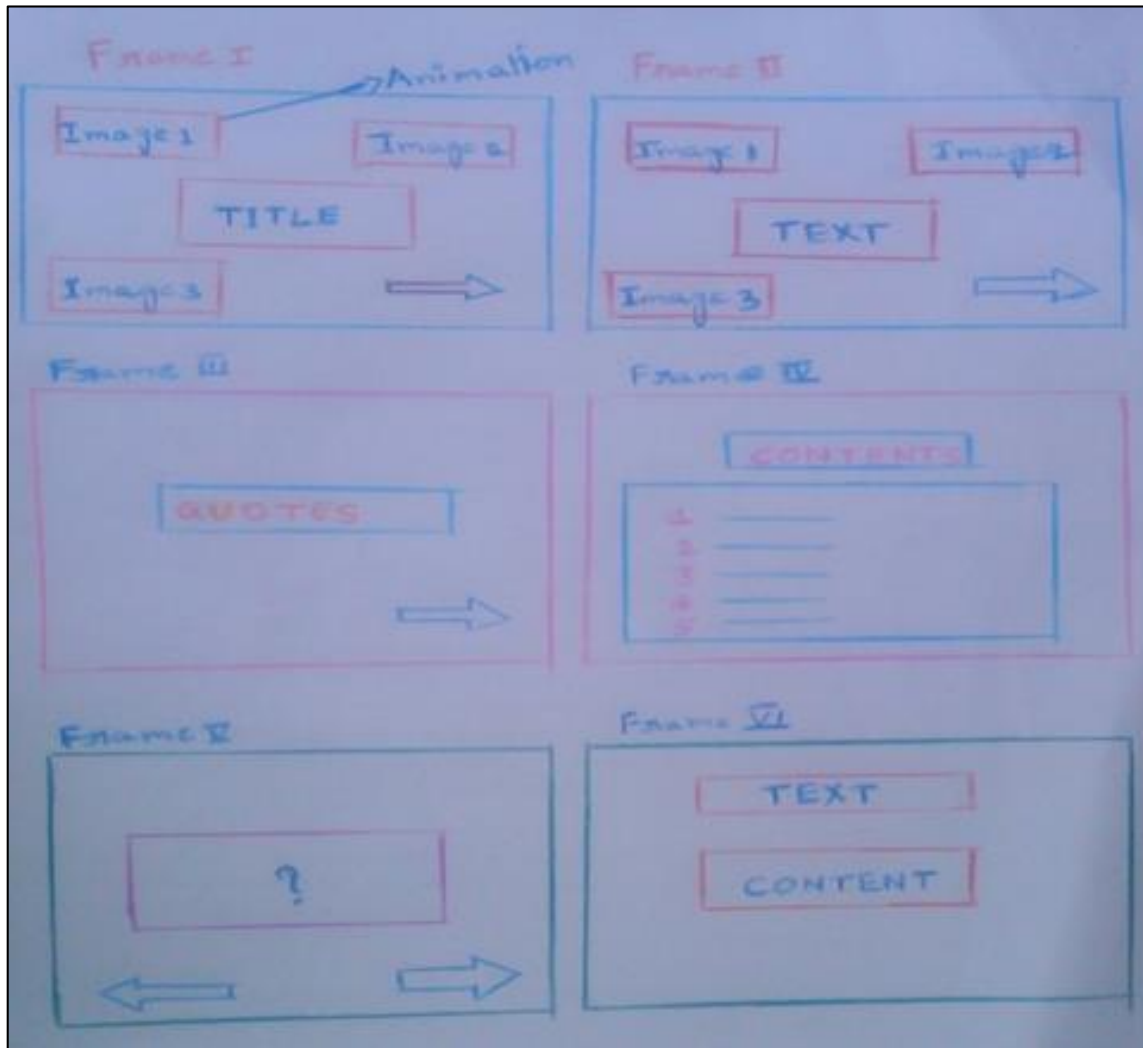 Frame I
Animation
Image 1
Image 2
TITLE
Image 3
Frame II
Image 1
Image 2
TEXT
Image 3
Frame III
QUOTES
Frame IV
CONTENTS
1
2
3
4
5
Frame V
?
Frame VI
TEXT
CONTENT